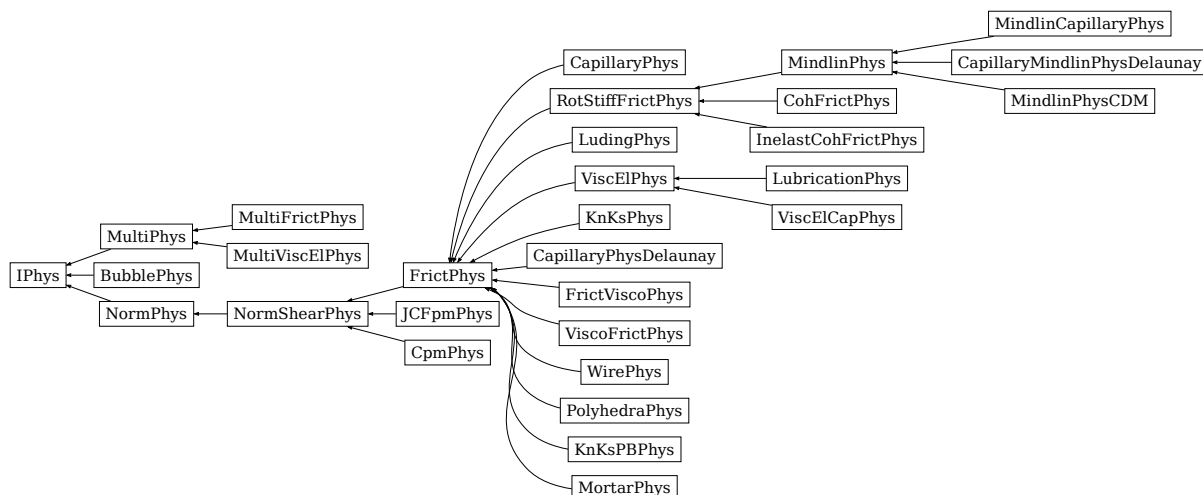 MindlinCapillaryPhys
CapillaryPhys
MindlinPhys
CapillaryMindlinPhysDelaunay
RotStiffFrictPhys
CohFrictPhys
MindlinPhysCDM
LudingPhys
InelastCohFrictPhys
ViscElPhys
LubricationPhys
MultiFrictPhys
KnKsPhys
ViscElCapPhys
MultiPhys
MultiViscElPhys
CapillaryPhysDelaunay
IPhys
BubblePhys
FrictPhys
FrictViscoPhys
NormPhys
NormShearPhys
JCFpmPhys
ViscoFrictPhys
CpmPhys
WirePhys
PolyhedraPhys
KnKsPBPhys
MortarPhys